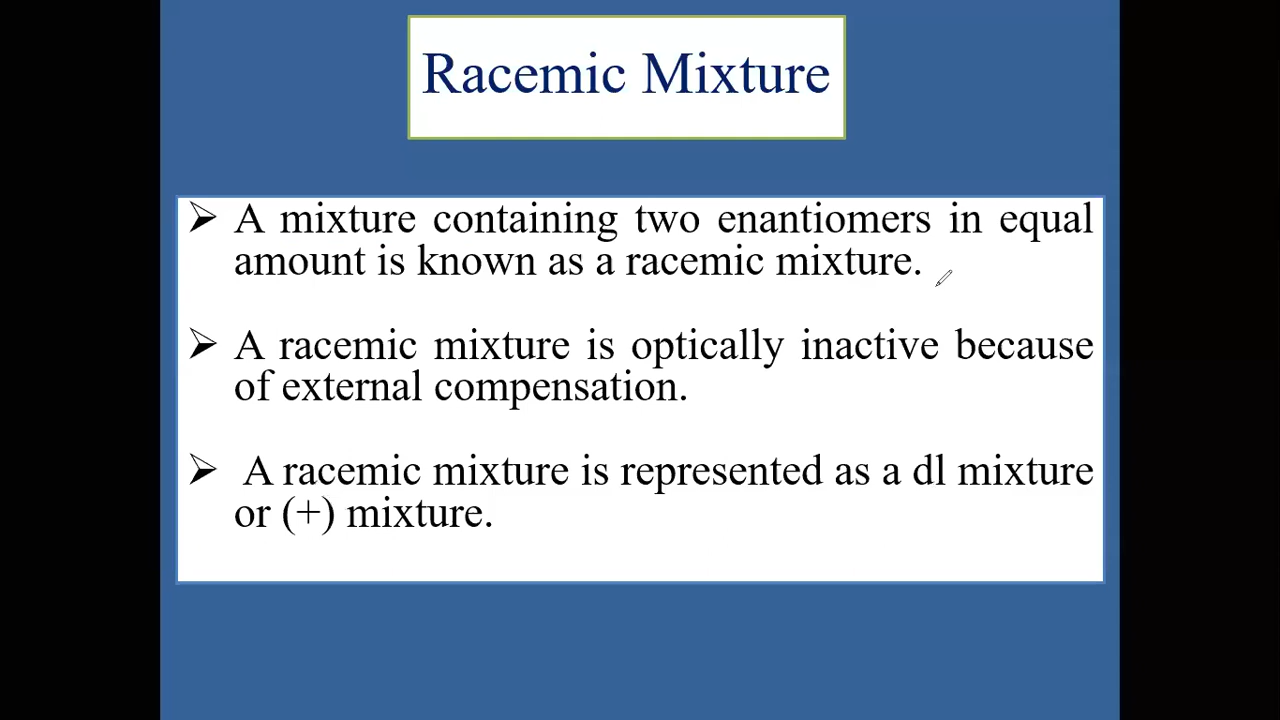 Racemic Mixture
➢ A mixture containing two enantiomers in equal
amount is known as a racemic mixture.
➢ A racemic mixture is optically inactive because
of external compensation.
➢ A racemic mixture is represented as a dl mixture
or (+) mixture.